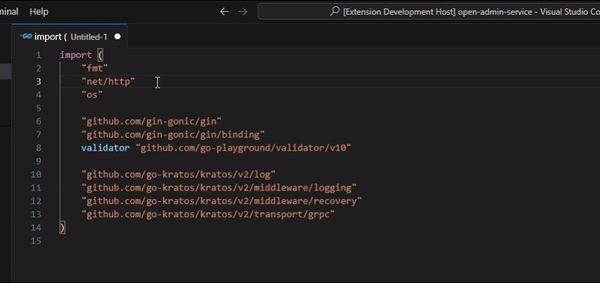 minal Help [Extension Development Host] open-admin-service - Visual Studio Co
import ( Untitled-1
1 import (
2 "fmt"
3 "net/http"
4 "os"
5
6 "github.com/gin-gonic/gin"
7 "github.com/gin-gonic/gin/binding"
8 validator "github.com/go-playground/validator/v10"
9
10 "github.com/go-kratos/kratos/v2/log"
11 "github.com/go-kratos/kratos/v2/middleware/logging"
12 "github.com/go-kratos/kratos/v2/middleware/recovery"
13 "github.com/go-kratos/kratos/v2/transport/grpc"
14 )
15